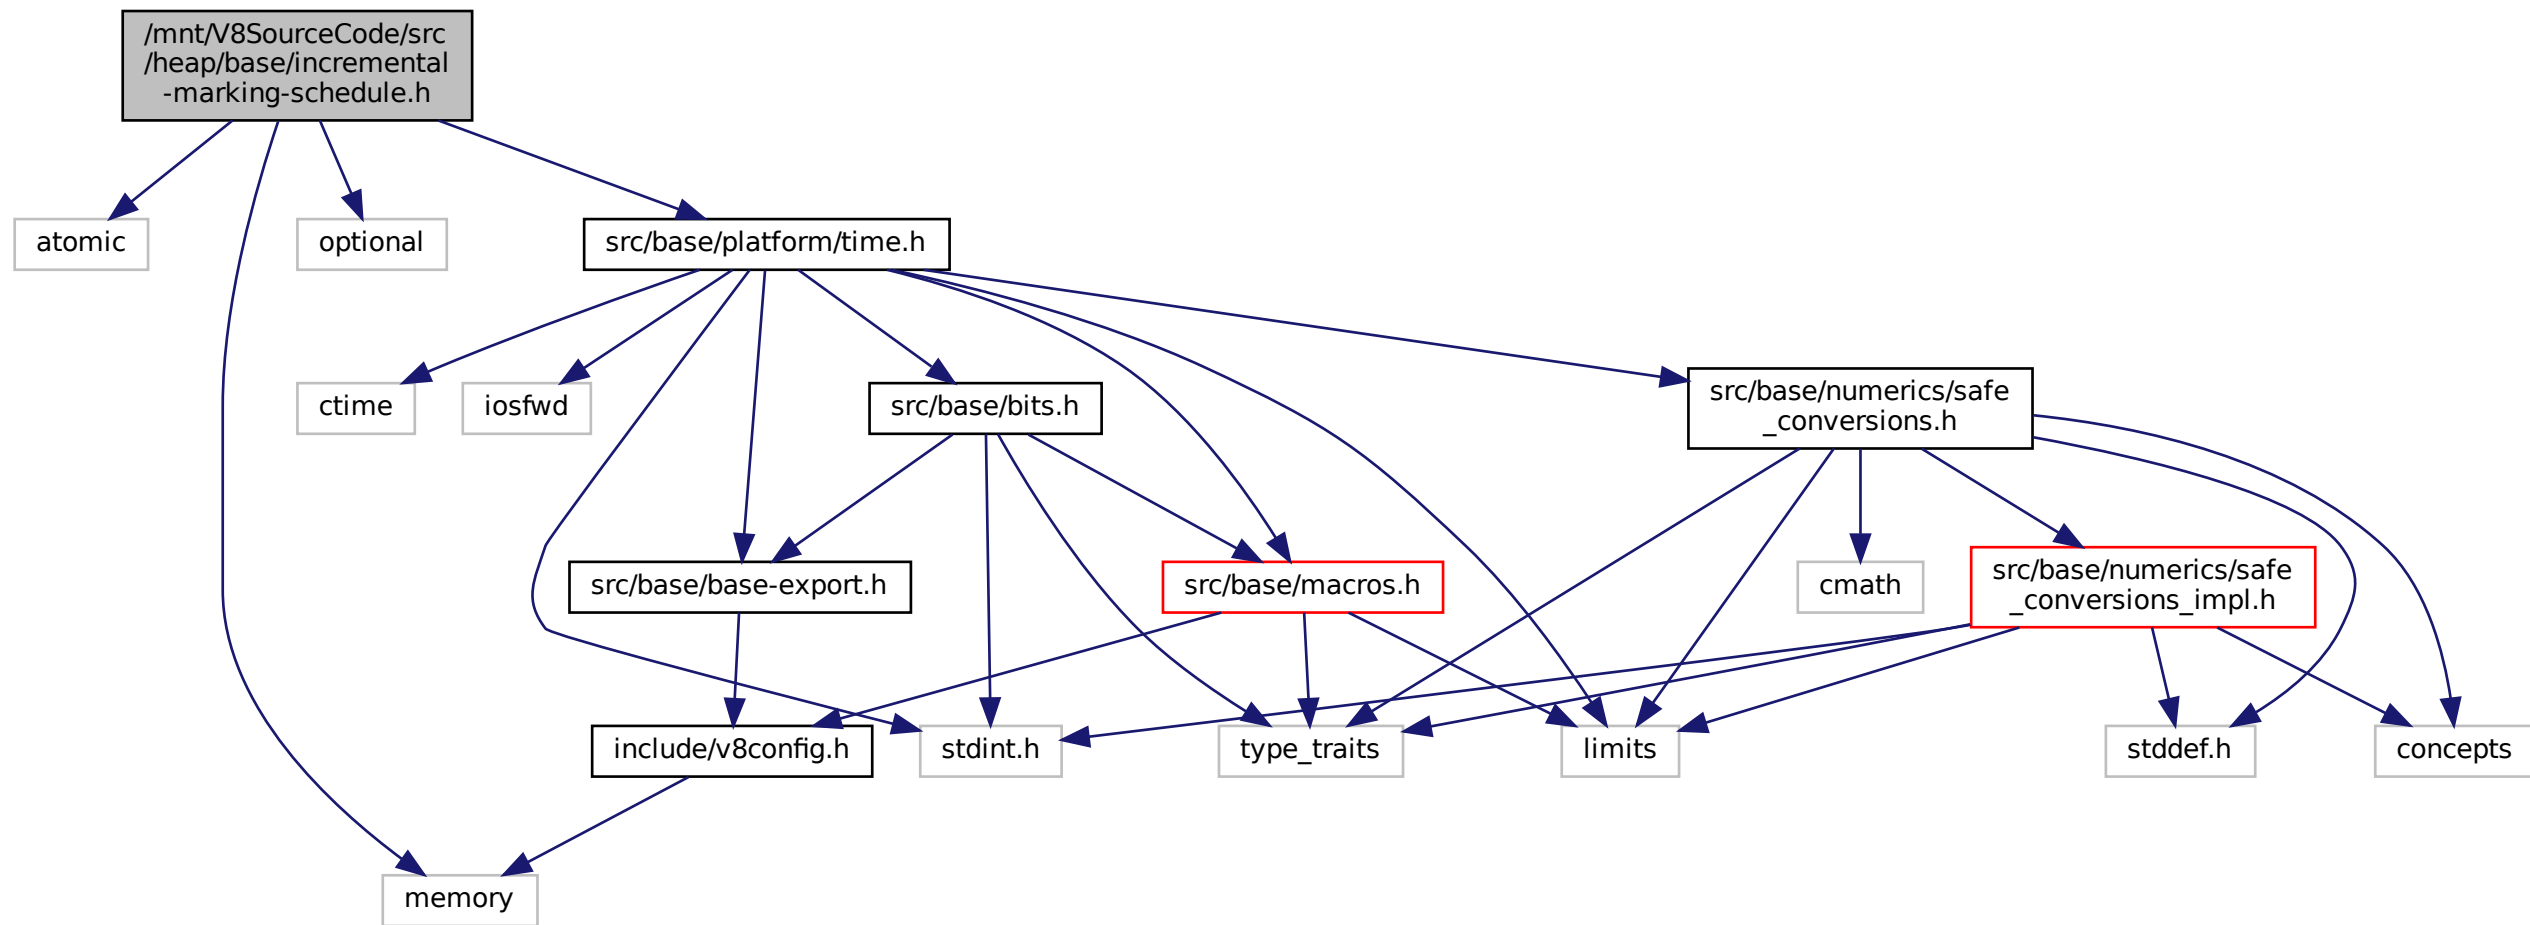 /mnt/V8SourceCode/src
/heap/base/incremental
-marking-schedule.h
atomic
optional
src/base/platform/time.h
ctime
iosfwd
src/base/bits.h
src/base/numerics/safe
_conversions.h
src/base/base-export.h
src/base/macros.h
cmath
src/base/numerics/safe
_conversions_impl.h
include/v8config.h
stdint.h
type_traits
limits
stddef.h
concepts
memory